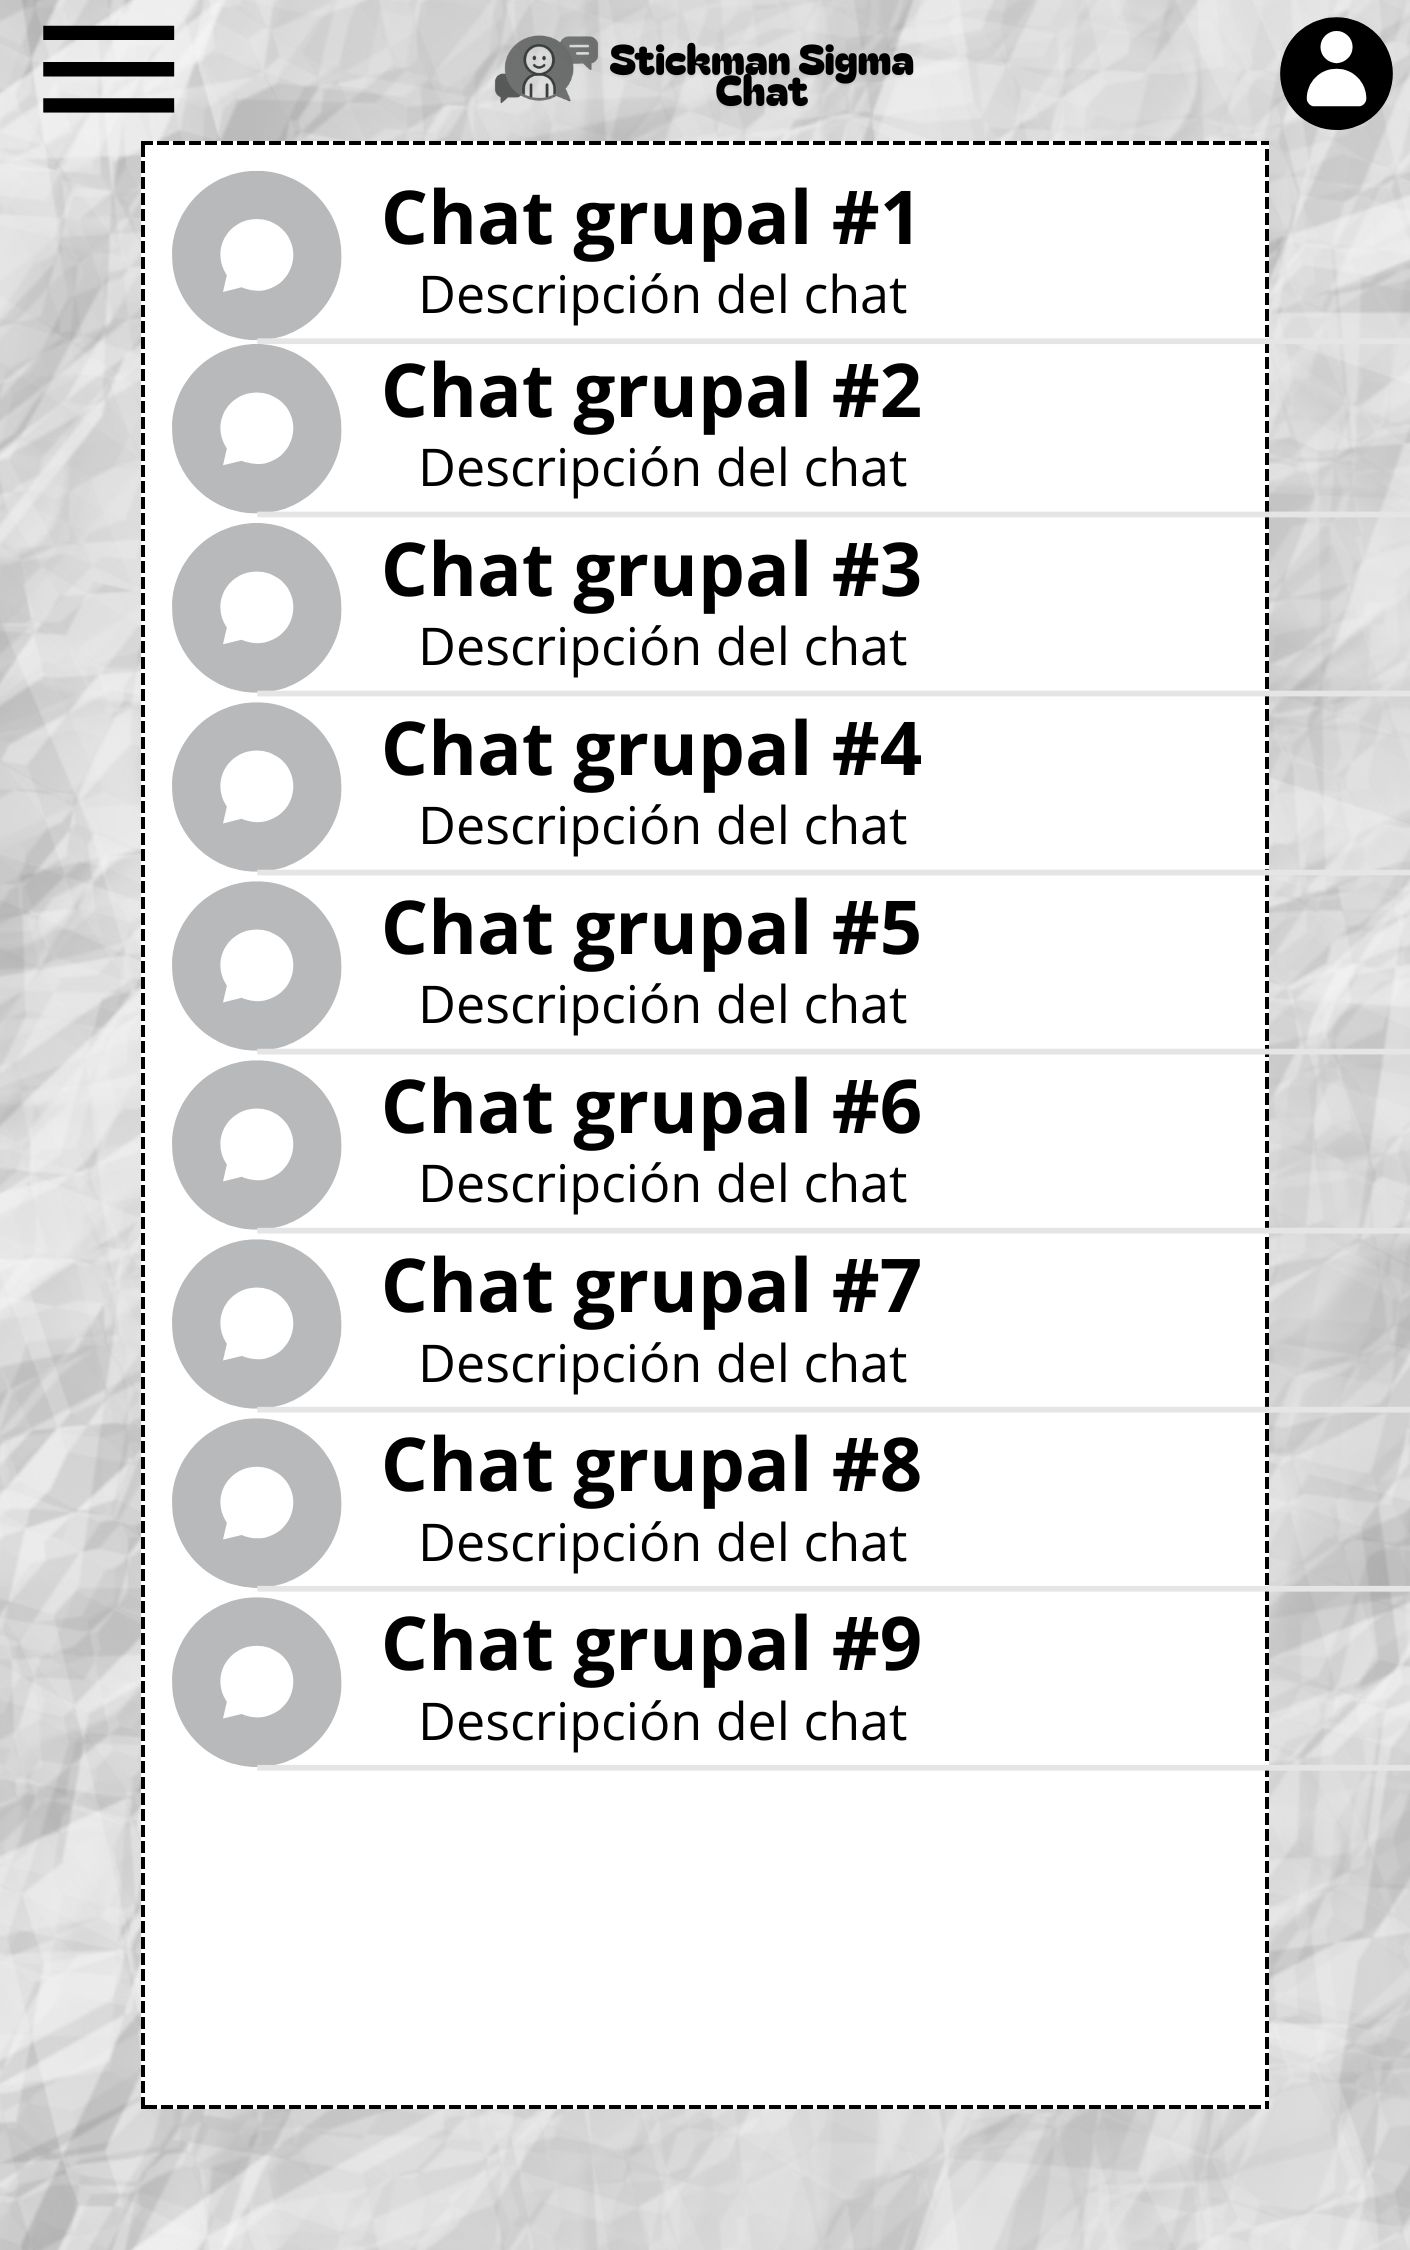 Stickman Sigma
Chat
Chat grupal #1
Descripción del chat
Chat grupal #2
Descripción del chat
Chat grupal #3
Descripción del chat
Chat grupal #4
Descripción del chat
Chat grupal #5
Descripción del chat
Chat grupal #6
Descripción del chat
Chat grupal #7
Descripción del chat
Chat grupal #8
Descripción del chat
Chat grupal #9
Descripción del chat